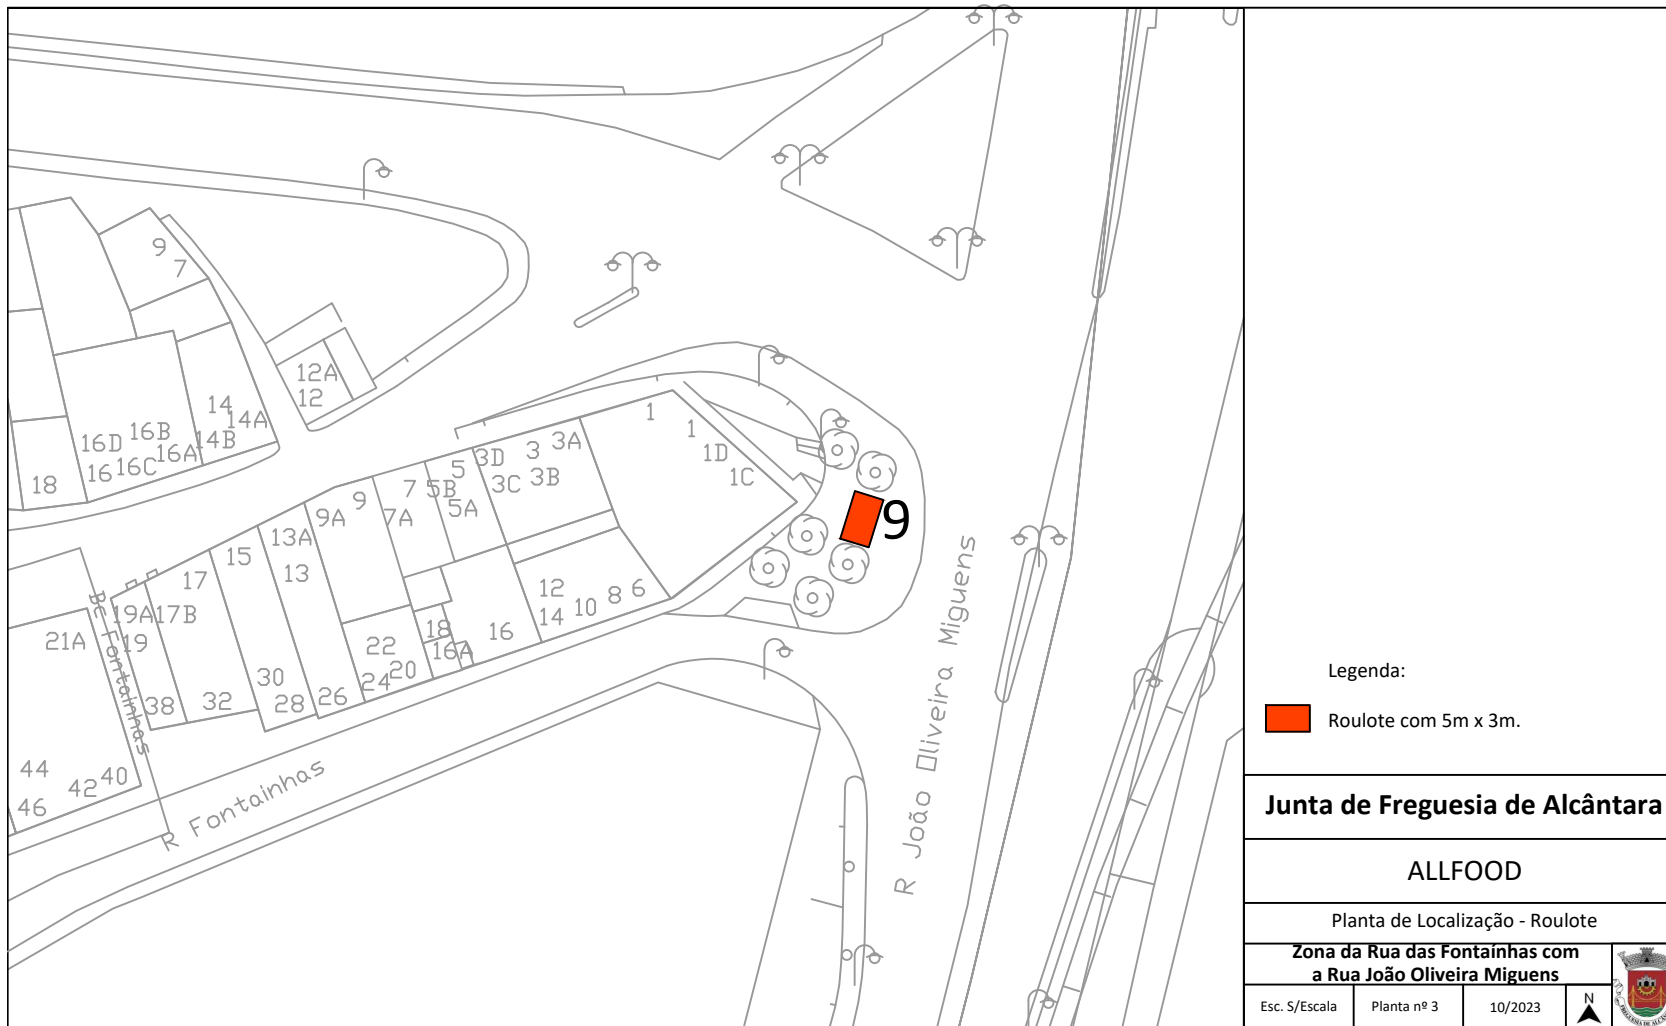 9
7
12A
12
14
14A
14B
16D
16B
16
16C
16A
18
1
1
1D
1C
3A
3
3D
3C
3B
5
5B
5A
7
7A
9
9A
13A
13
15
17
17B
19A
19
21A
Bc Fontainhas
38
32
30
28
26
24
22
20
18
16A
16
14
12
10
8
6
44
42
40
46
R Fontainhas
R João Oliveira Miguens
9
Legenda:
Roulote com 5m x 3m.
Junta de Freguesia de Alcântara
ALLFOOD
Planta de Localização - Roulote
Zona da Rua das Fontaínhas com
a Rua João Oliveira Miguens
Esc. S/Escala
Planta nº 3
10/2023
N